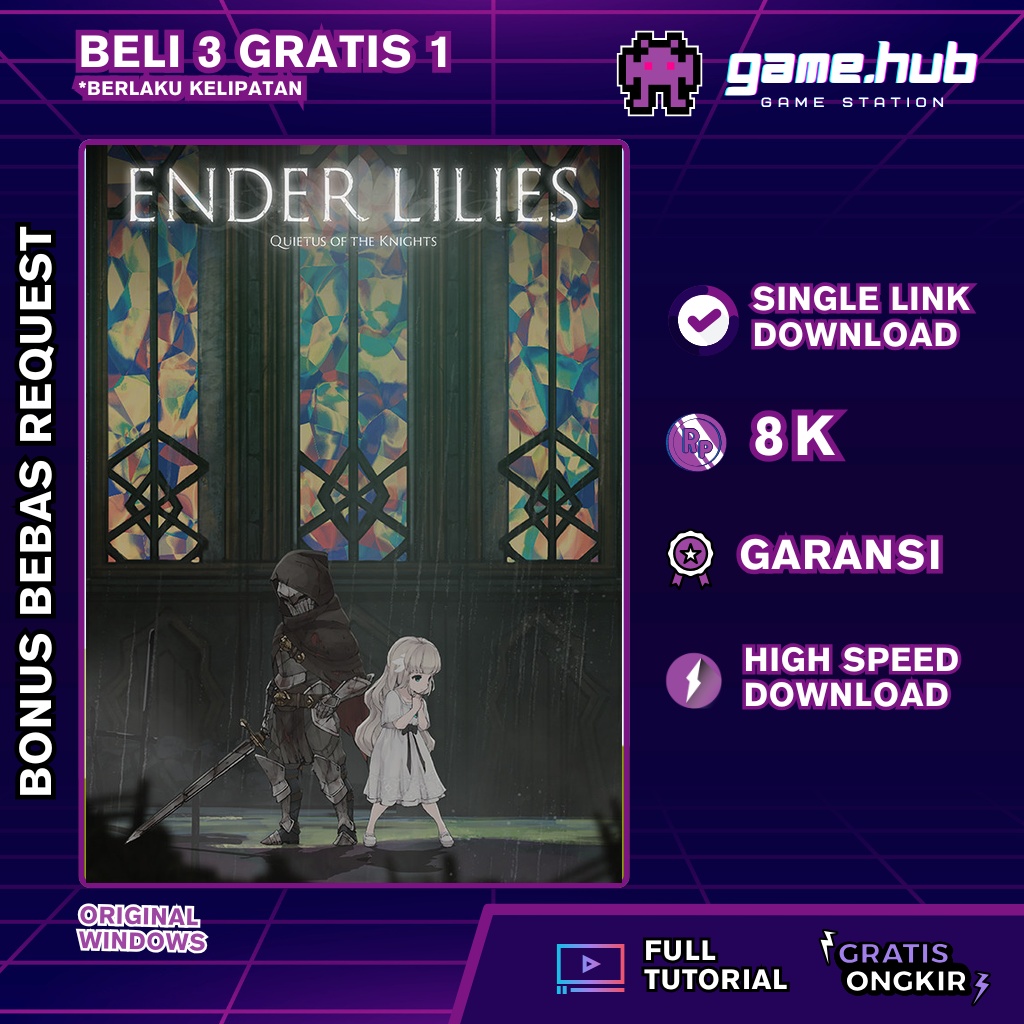 BELI 3 GRATIS 1
*BERLAKU KELIPATAN
game.hub
GAME STATION
ENDER LILIES
QUIETUS OF THE KNIGHTS
BONUS BEBAS REQUEST
SINGLE LINK
DOWNLOAD
Rp
8K
GARANSI
HIGH SPEED
DOWNLOAD
ORIGINAL
WINDOWS
FULL
TUTORIAL
GRATIS
ONGKIR